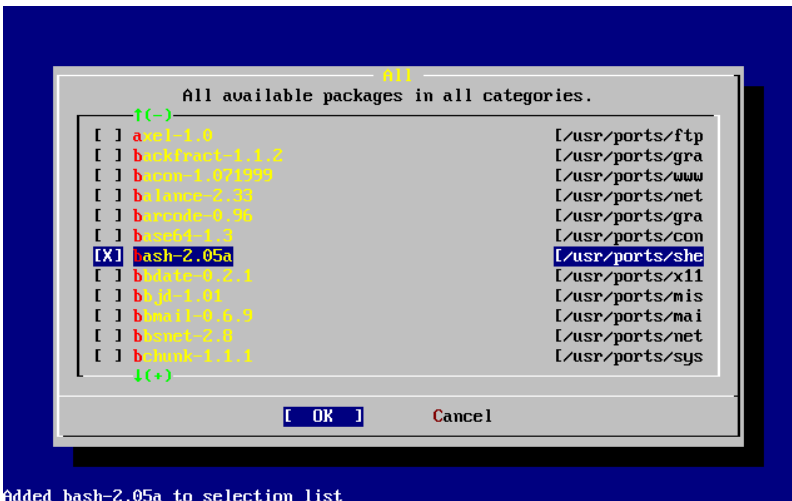 All
All available packages in all categories.
↑(-)
[ ] axel-1.0 [/usr/ports/ftp
[ ] backfract-1.1.2 [/usr/ports/gra
[ ] bacon-1.071999 [/usr/ports/www
[ ] balance-2.33 [/usr/ports/net
[ ] barcode-0.96 [/usr/ports/gra
[ ] base64-1.3 [/usr/ports/con
[X] bash-2.05a [/usr/ports/she
[ ] bbdate-0.2.1 [/usr/ports/x11
[ ] bbjd-1.01 [/usr/ports/mis
[ ] bbmail-0.6.9 [/usr/ports/mai
[ ] bbsnet-2.8 [/usr/ports/net
[ ] bchunk-1.1.1 [/usr/ports/sys
↓(+)
[ OK ] Cancel
Added bash-2.05a to selection list